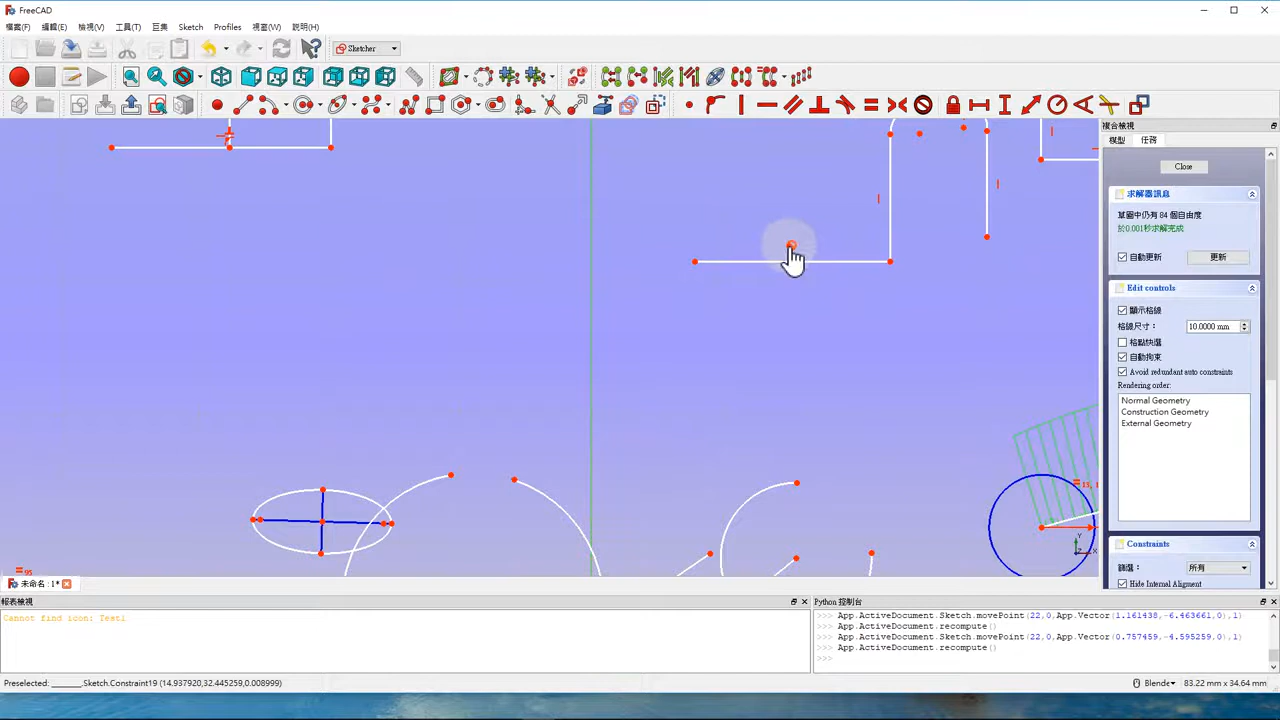 FreeCAD
檔案(F) 編輯(E) 檢視(V) 工具(T) 巨集 Sketch Profiles 視窗(W) 說明(H)
Sketcher
複合檢視
模型 任務
Close
求解器訊息
草圖中仍有 84 個自由度
於0.001秒求解完成
自動更新 更新
Edit controls
顯示格線
格線尺寸： 10.0000 mm
格點快選
自動拘束
Avoid redundant auto constraints
Rendering order:
Normal Geometry
Construction Geometry
External Geometry
Constraints
篩選： 所有
Hide Internal Aligment
95
Y
X
未命名 : 1*
報表檢視
Cannot find icon: Test1
Python 控制台
>>> App.ActiveDocument.Sketch.movePoint(22,0,App.Vector(1.161438,-6.463661,0),1)
>>> App.ActiveDocument.recompute()
>>> App.ActiveDocument.Sketch.movePoint(22,0,App.Vector(0.757459,-4.595259,0),1)
>>> App.ActiveDocument.recompute()
>>>
Preselected: _______.Sketch.Constraint19 (14.937920,32.445259,0.008999)
Blende 83.22 mm x 34.64 mm